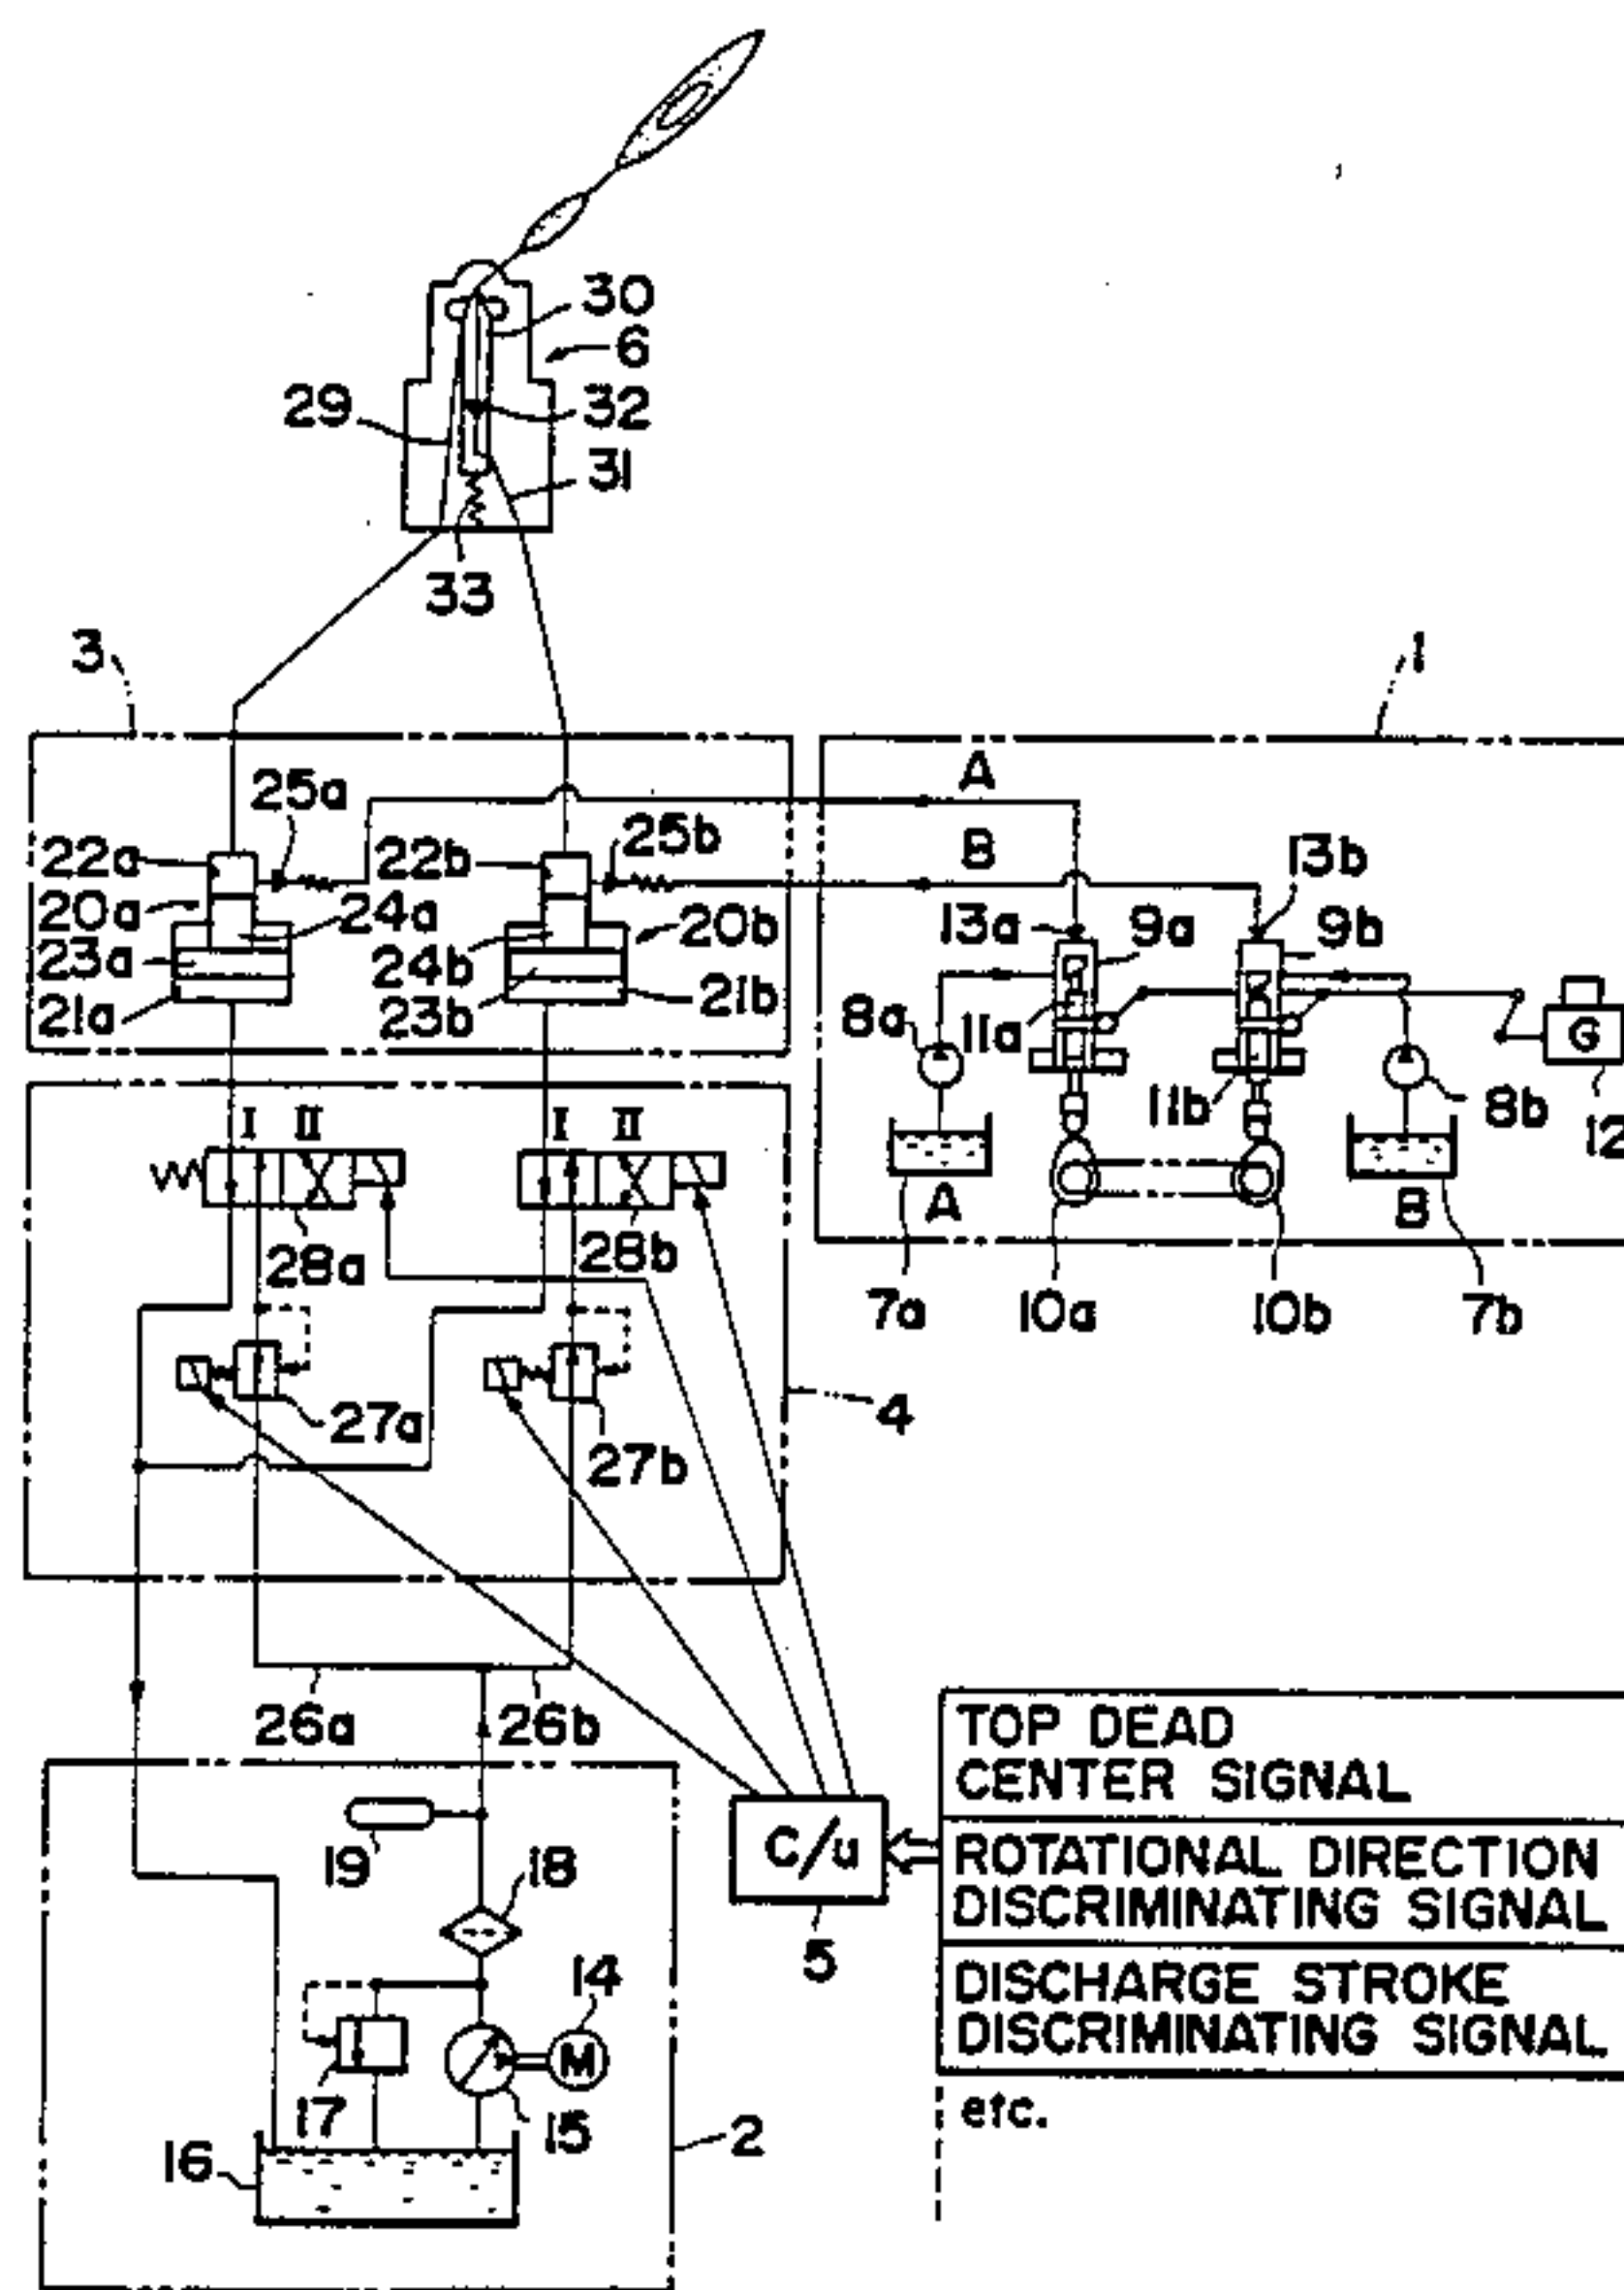 30
6
29
32
31
33
3
1
A
25a
B
25b
13b
22a
22b
20a
24a
13a
9a
9b
23a
24b
20b
21a
23b
21b
8a
11a
G
I II
I II
11b
8b
12
28a
28b
A
B
7a
10a
10b
7b
27a
4
27b
26a
26b
TOP DEAD
CENTER SIGNAL
19
18
C/u
ROTATIONAL DIRECTION
DISCRIMINATING SIGNAL
5
14
M
DISCHARGE STROKE
DISCRIMINATING SIGNAL
17
15
etc.
16
2